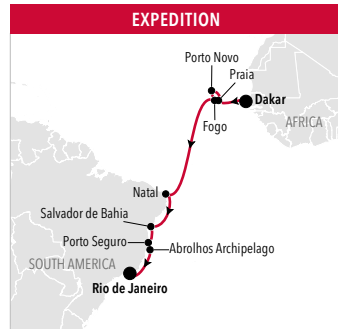 EXPEDITION
Porto Novo
Praia
Dakar
Fogo
AFRICA
Natal
Salvador de Bahia
Porto Seguro
Abrolhos Archipelago
SOUTH AMERICA
Rio de Janeiro